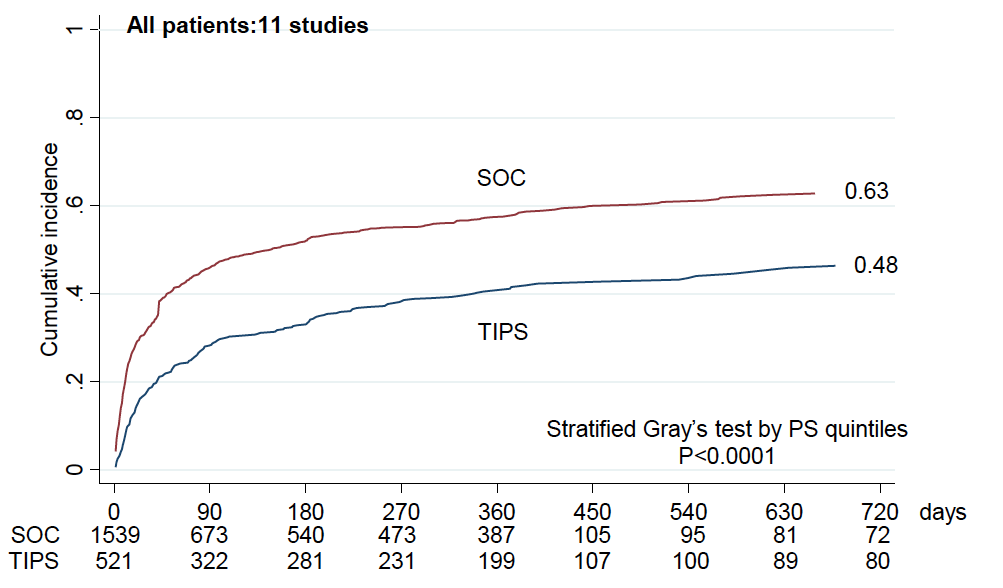 All patients:11 studies
1
.8
.6
.4
.2
0
Cumulative incidence
SOC
0.63
0.48
TIPS
Stratified Gray's test by PS quintiles
P<0.0001
0 90 180 270 360 450 540 630 720 days
SOC 1539 673 540 473 387 105 95 81 72
TIPS 521 322 281 231 199 107 100 89 80